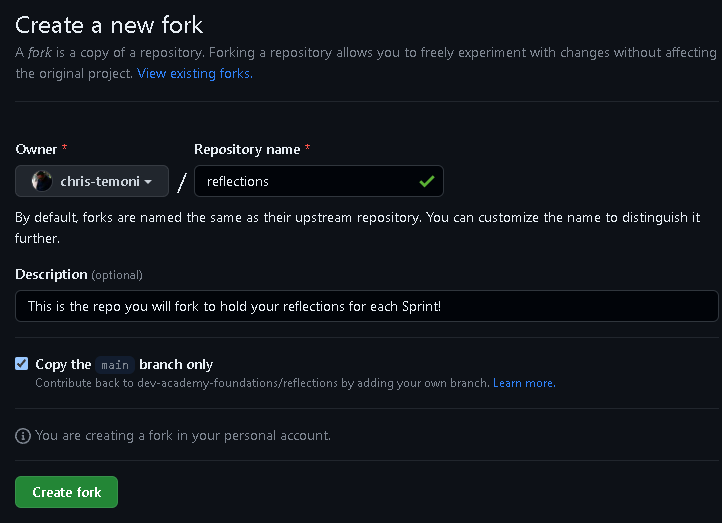 Create a new fork
A fork is a copy of a repository. Forking a repository allows you to freely experiment with changes without affecting
the original project. View existing forks.
Owner * Repository name *
chris-temoni / reflections
By default, forks are named the same as their upstream repository. You can customize the name to distinguish it
further.
Description (optional)
This is the repo you will fork to hold your reflections for each Sprint!
Copy the main branch only
Contribute back to dev-academy-foundations/reflections by adding your own branch. Learn more.
You are creating a fork in your personal account.
Create fork